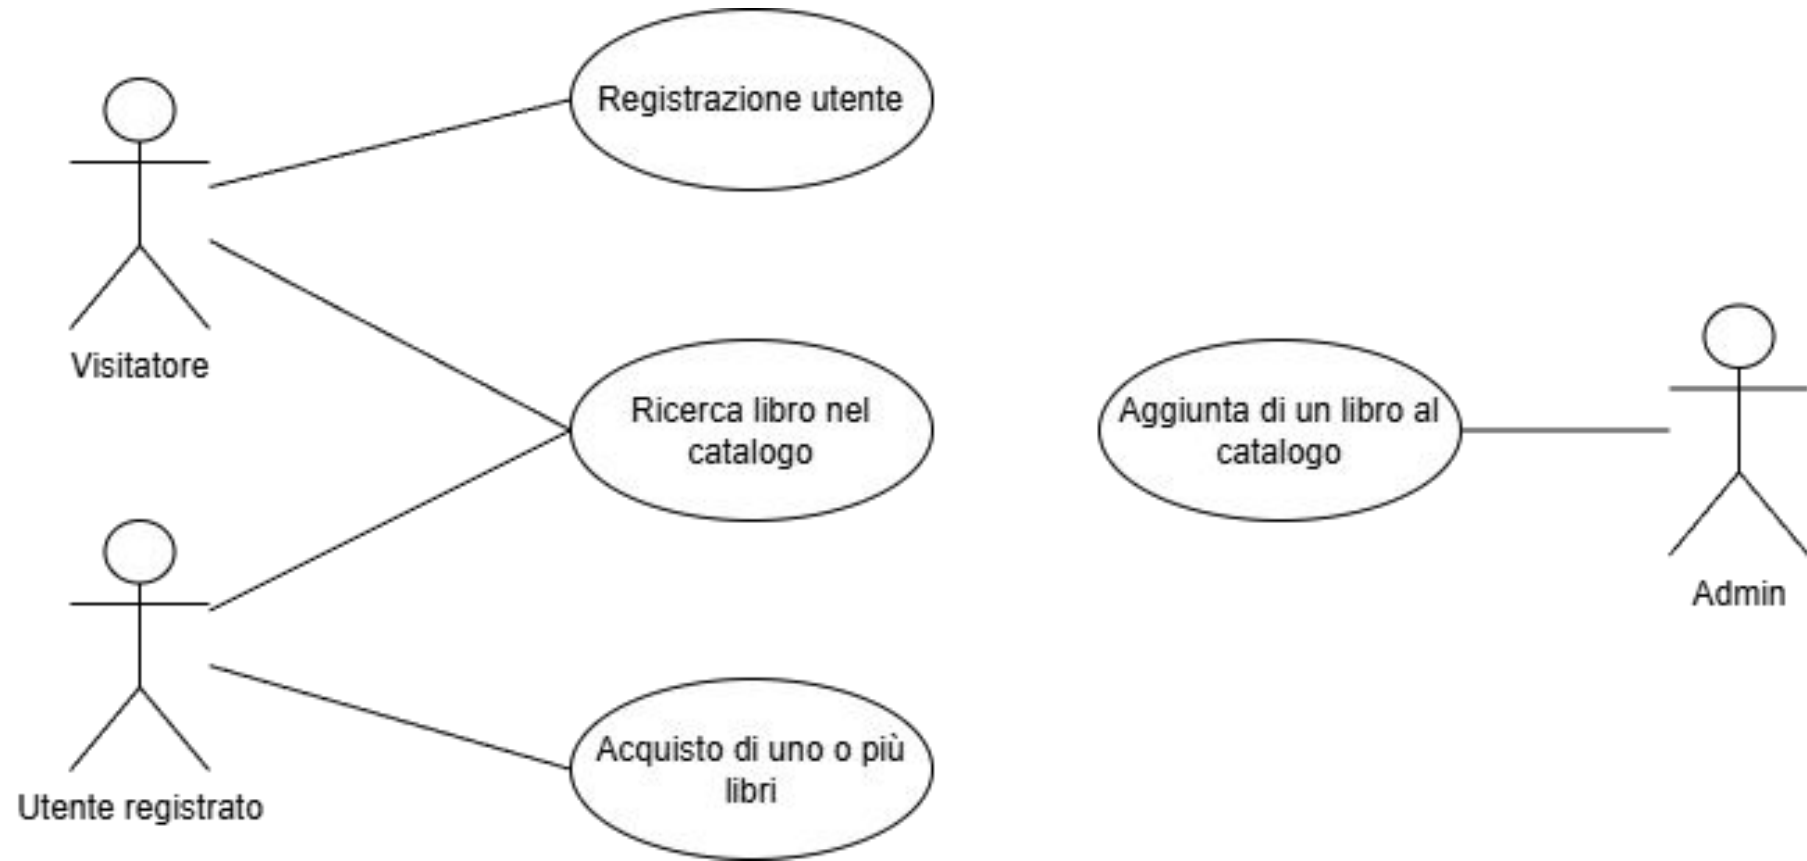 Registrazione utente
Visitatore
Ricerca libro nel
catalogo
Aggiunta di un libro al
catalogo
Admin
Acquisto di uno o più
libri
Utente registrato